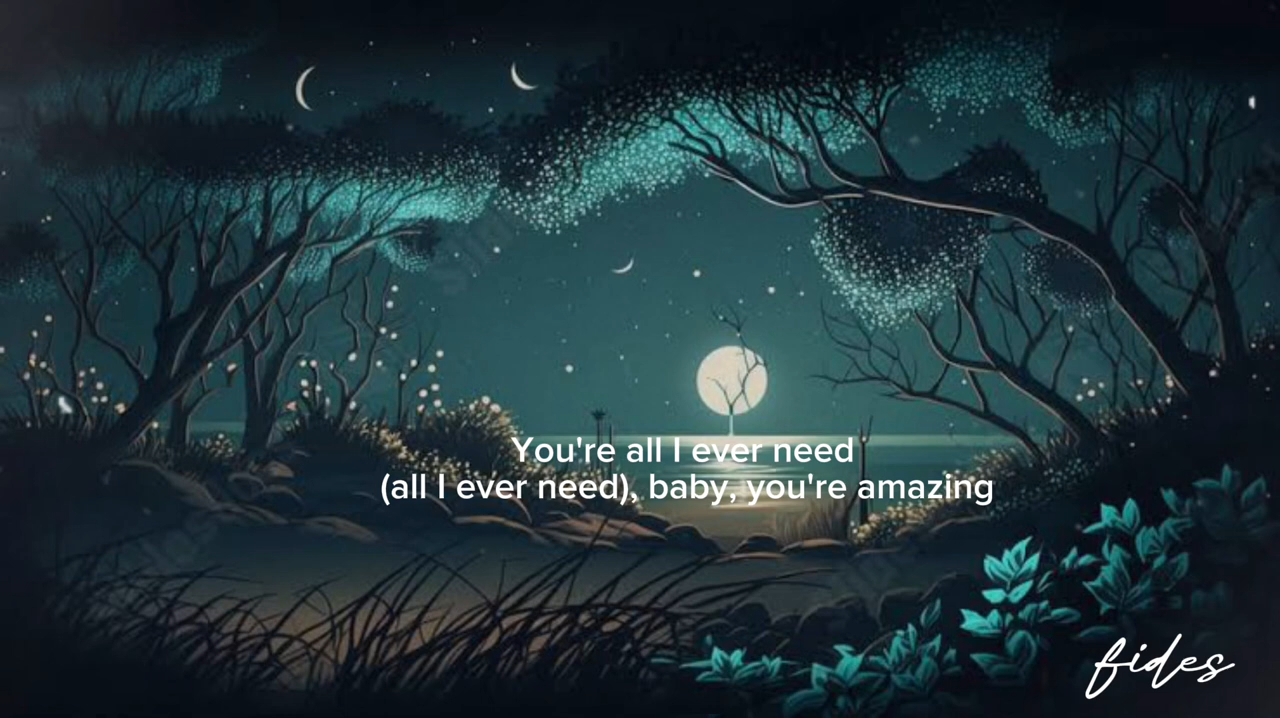 You're all I ever need
(all I ever need), baby, you're amazing
fides